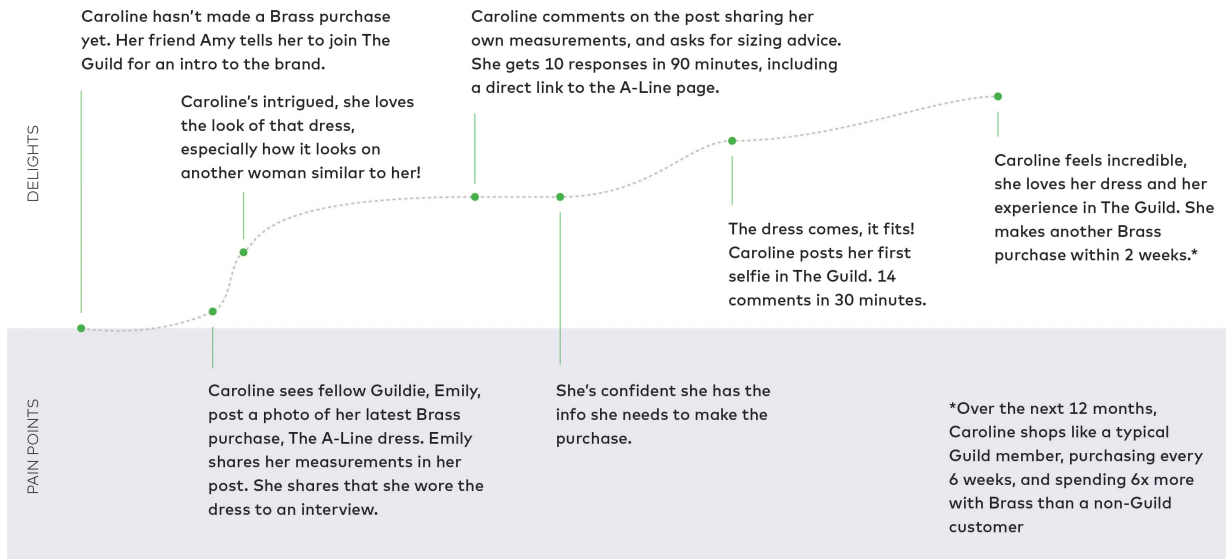 Caroline hasn't made a Brass purchase
yet. Her friend Amy tells her to join The
Guild for an intro to the brand.
Caroline's intrigued, she loves
the look of that dress,
especially how it looks on
another woman similar to her!
Caroline comments on the post sharing her
own measurements, and asks for sizing advice.
She gets 10 responses in 90 minutes, including
a direct link to the A-Line page.
DELIGHTS
The dress comes, it fits!
Caroline posts her first
selfie in The Guild. 14
comments in 30 minutes.
Caroline feels incredible,
she loves her dress and her
experience in The Guild. She
makes another Brass
purchase within 2 weeks.*
PAIN POINTS
Caroline sees fellow Guildie, Emily,
post a photo of her latest Brass
purchase, The A-Line dress. Emily
shares her measurements in her
post. She shares that she wore the
dress to an interview.
She's confident she has the
info she needs to make the
purchase.
*Over the next 12 months,
Caroline shops like a typical
Guild member, purchasing every
6 weeks, and spending 6x more
with Brass than a non-Guild
customer